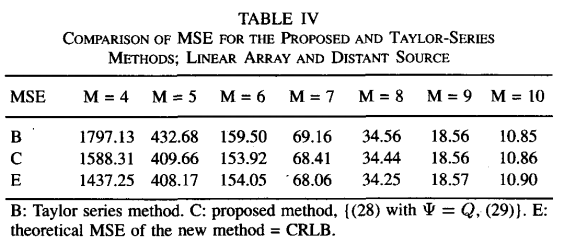 TABLE IV
COMPARISON OF MSE FOR THE PROPOSED AND TAYLOR-SERIES
METHODS; LINEAR ARRAY AND DISTANT SOURCE
MSE M = 4 M = 5 M = 6 M = 7 M = 8 M = 9 M = 10
B 1797.13 432.68 159.50 69.16 34.56 18.56 10.85
C 1588.31 409.66 153.92 68.41 34.44 18.56 10.86
E 1437.25 408.17 154.05 68.06 34.25 18.57 10.90
B: Taylor series method. C: proposed method, {(28) with Ψ = Q, (29)}. E:
theoretical MSE of the new method = CRLB.